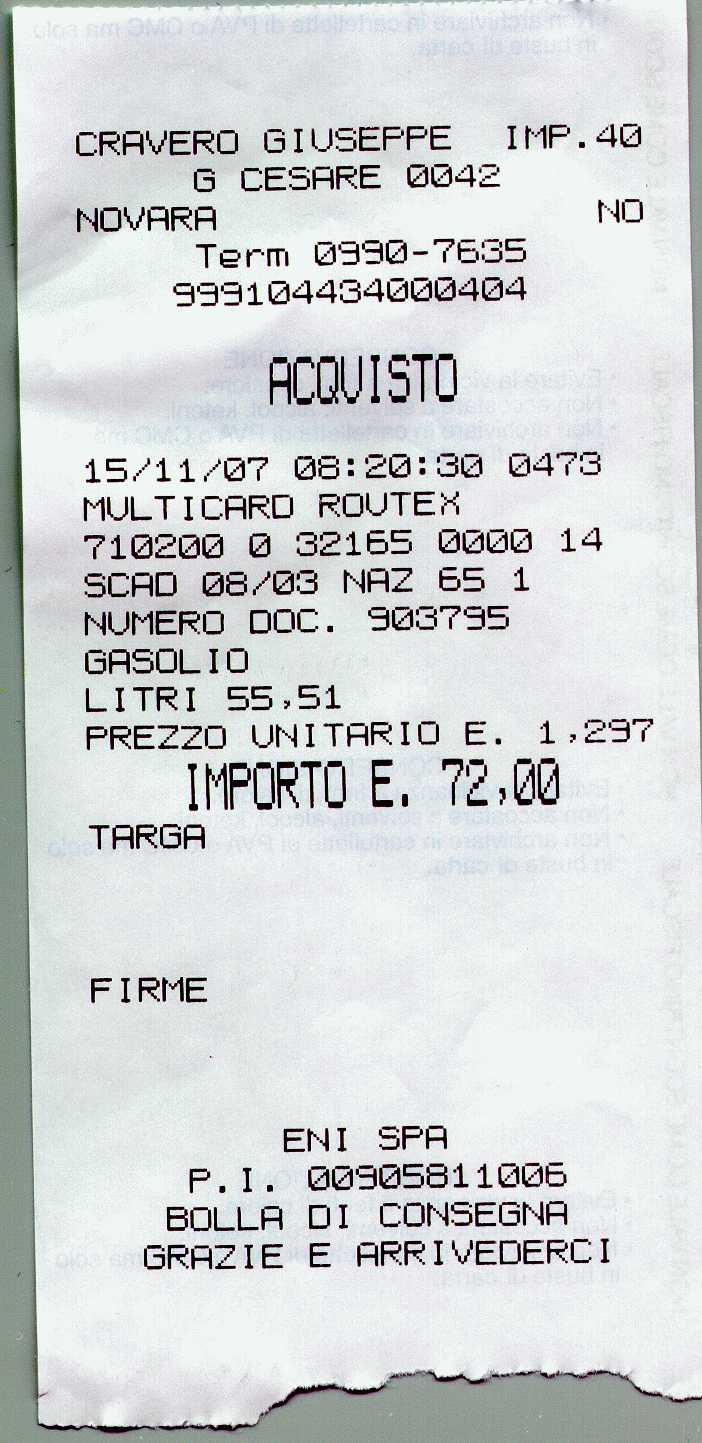 CRAVERO GIUSEPPE IMP.40
G CESARE 0042
NOVARA NO
Term 0990-7635
999104434000404
ACQUISTO
15/11/07 08:20:30 0473
MULTICARD ROUTEX
710200 0 32165 0000 14
SCAD 08/03 NAZ 65 1
NUMERO DOC. 903795
GASOLIO
LITRI 55,51
PREZZO UNITARIO E. 1,297
IMPORTO E. 72,00
TARGA
FIRME
ENI SPA
P.I. 00905811006
BOLLA DI CONSEGNA
GRAZIE E ARRIVEDERCI